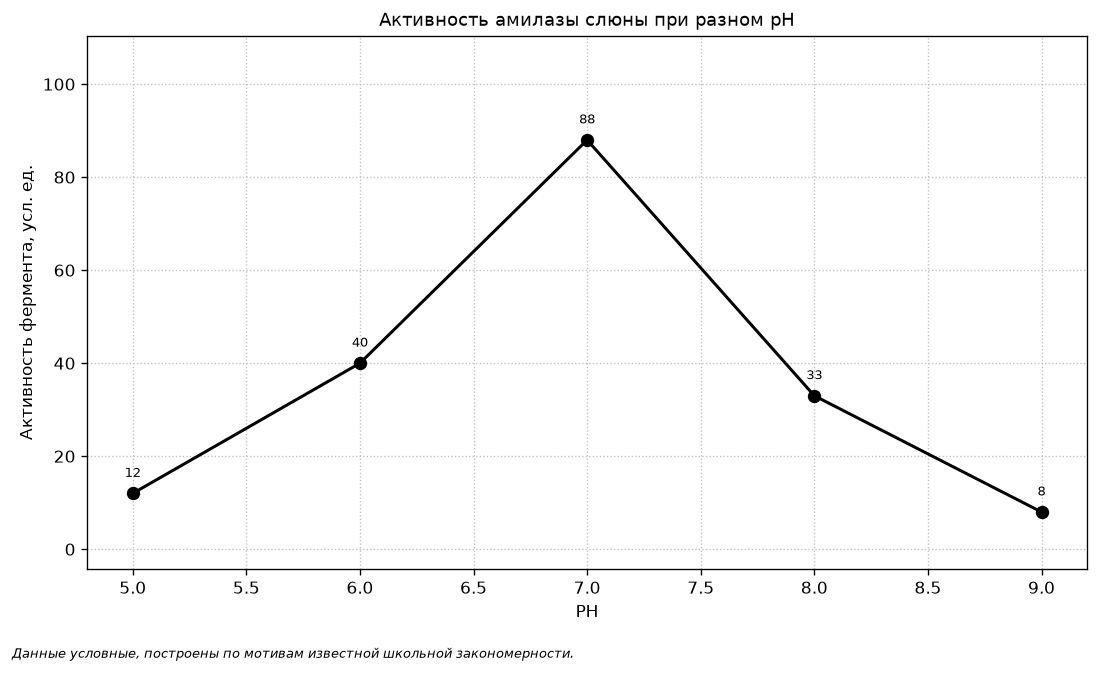 Активность амилазы слюны при разном pH
Активность фермента, усл. ед.
100
80
60
40
20
0
12
40
88
33
8
5.0 5.5 6.0 6.5 7.0 7.5 8.0 8.5 9.0
PH
Данные условные, построены по мотивам известной школьной закономерности.